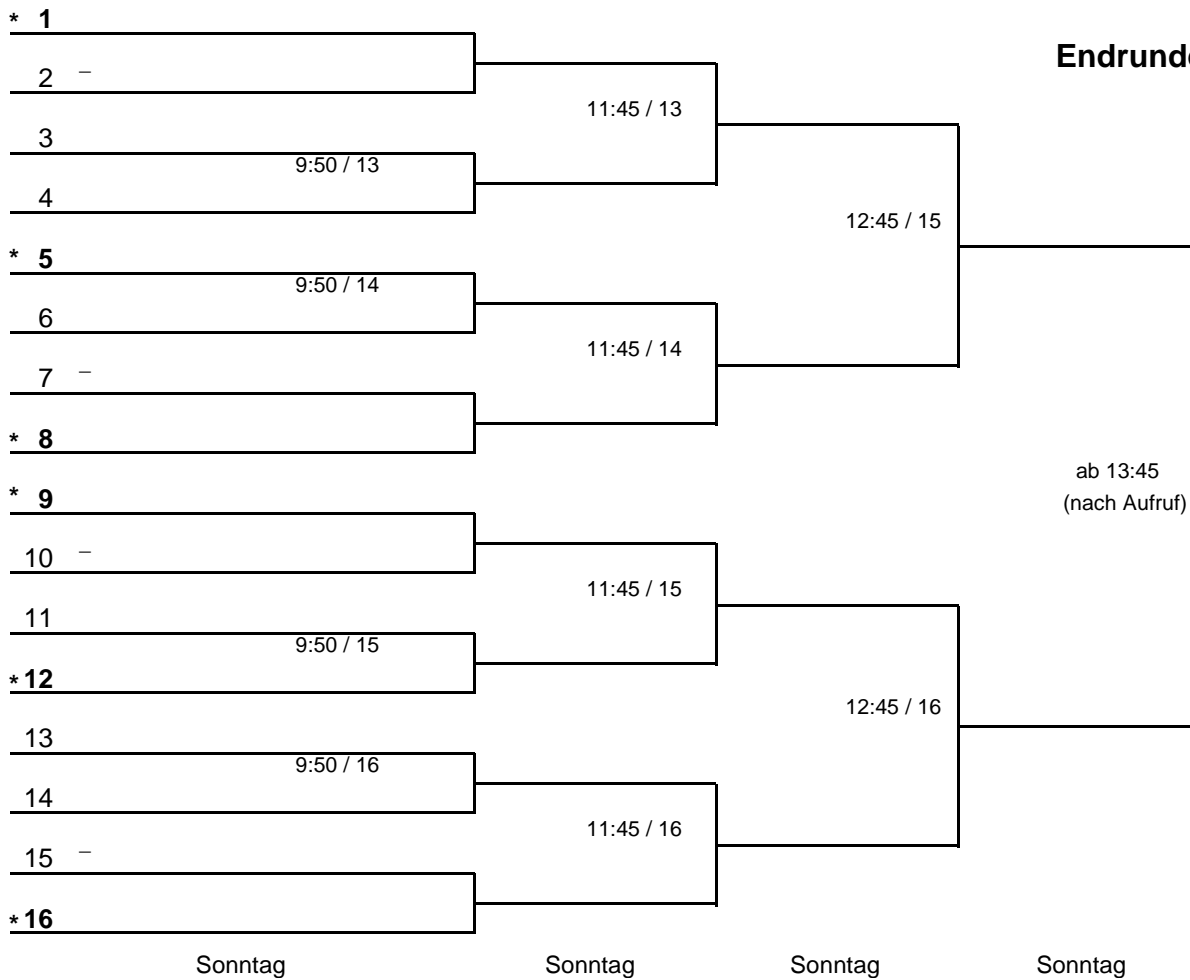 * 1
Endrunde
2 –
11:45 / 13
3
9:50 / 13
4
12:45 / 15
* 5
9:50 / 14
6
11:45 / 14
7 –
* 8
ab 13:45
* 9
(nach Aufruf)
10 –
11:45 / 15
11
9:50 / 15
* 12
12:45 / 16
13
9:50 / 16
14
11:45 / 16
15 –
* 16
Sonntag Sonntag Sonntag Sonntag